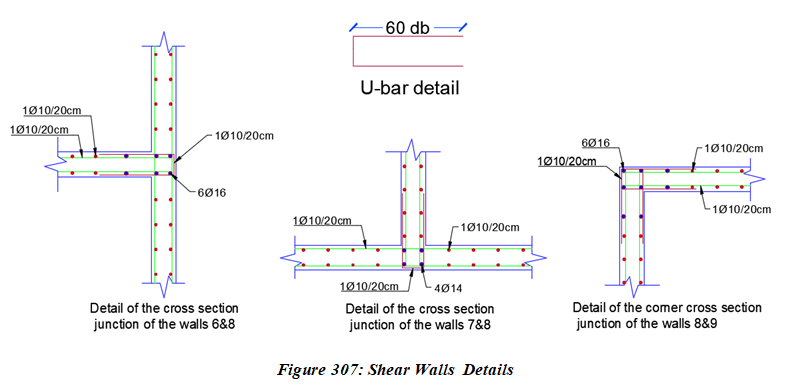 60 db
U-bar detail
1Ø10/20cm
1Ø10/20cm
1Ø10/20cm
6Ø16
Detail of the cross section
junction of the walls 6&8
1Ø10/20cm
1Ø10/20cm
1Ø10/20cm
4Ø14
Detail of the cross section
junction of the walls 7&8
6Ø16
1Ø10/20cm
1Ø10/20cm
1Ø10/20cm
Detail of the corner cross section
junction of the walls 8&9
Figure 307: Shear Walls Details